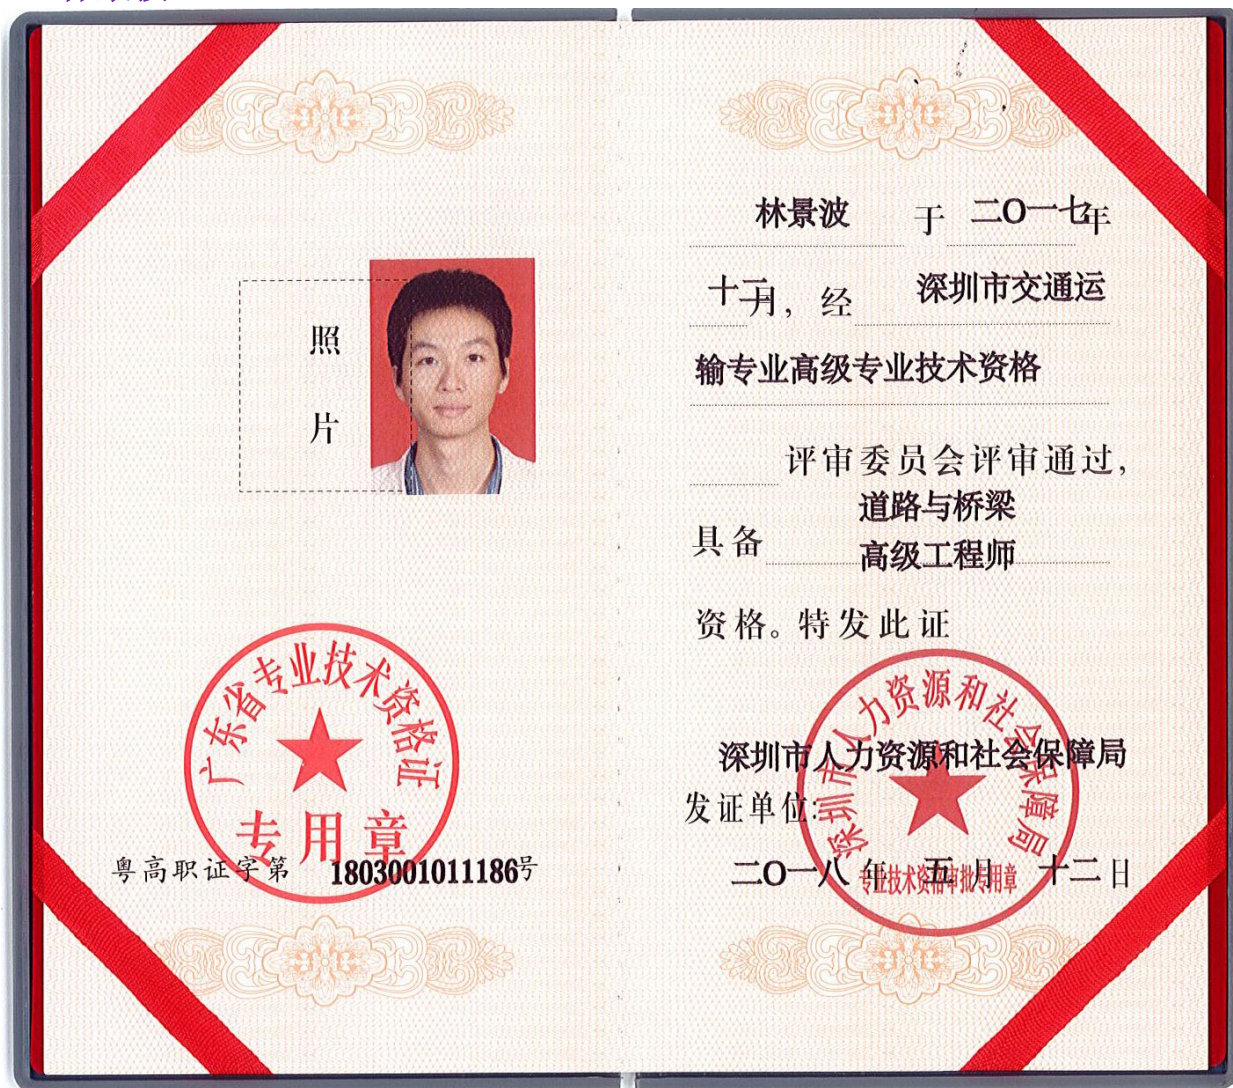 照
片
广东省专业技术资格证
专用章
粤高职证字第 1803001011186号
林景波 于 二O一七年
十二月，经 深圳市交通运
输专业高级专业技术资格
评审委员会评审通过，
道路与桥梁
具备 高级工程师
资格。特发此证
深圳市人力资源和社会保障局
深圳市人力资源和社会保障局
发证单位:
二O一八 年 五 月 十二 日
专业技术资格审批专用章